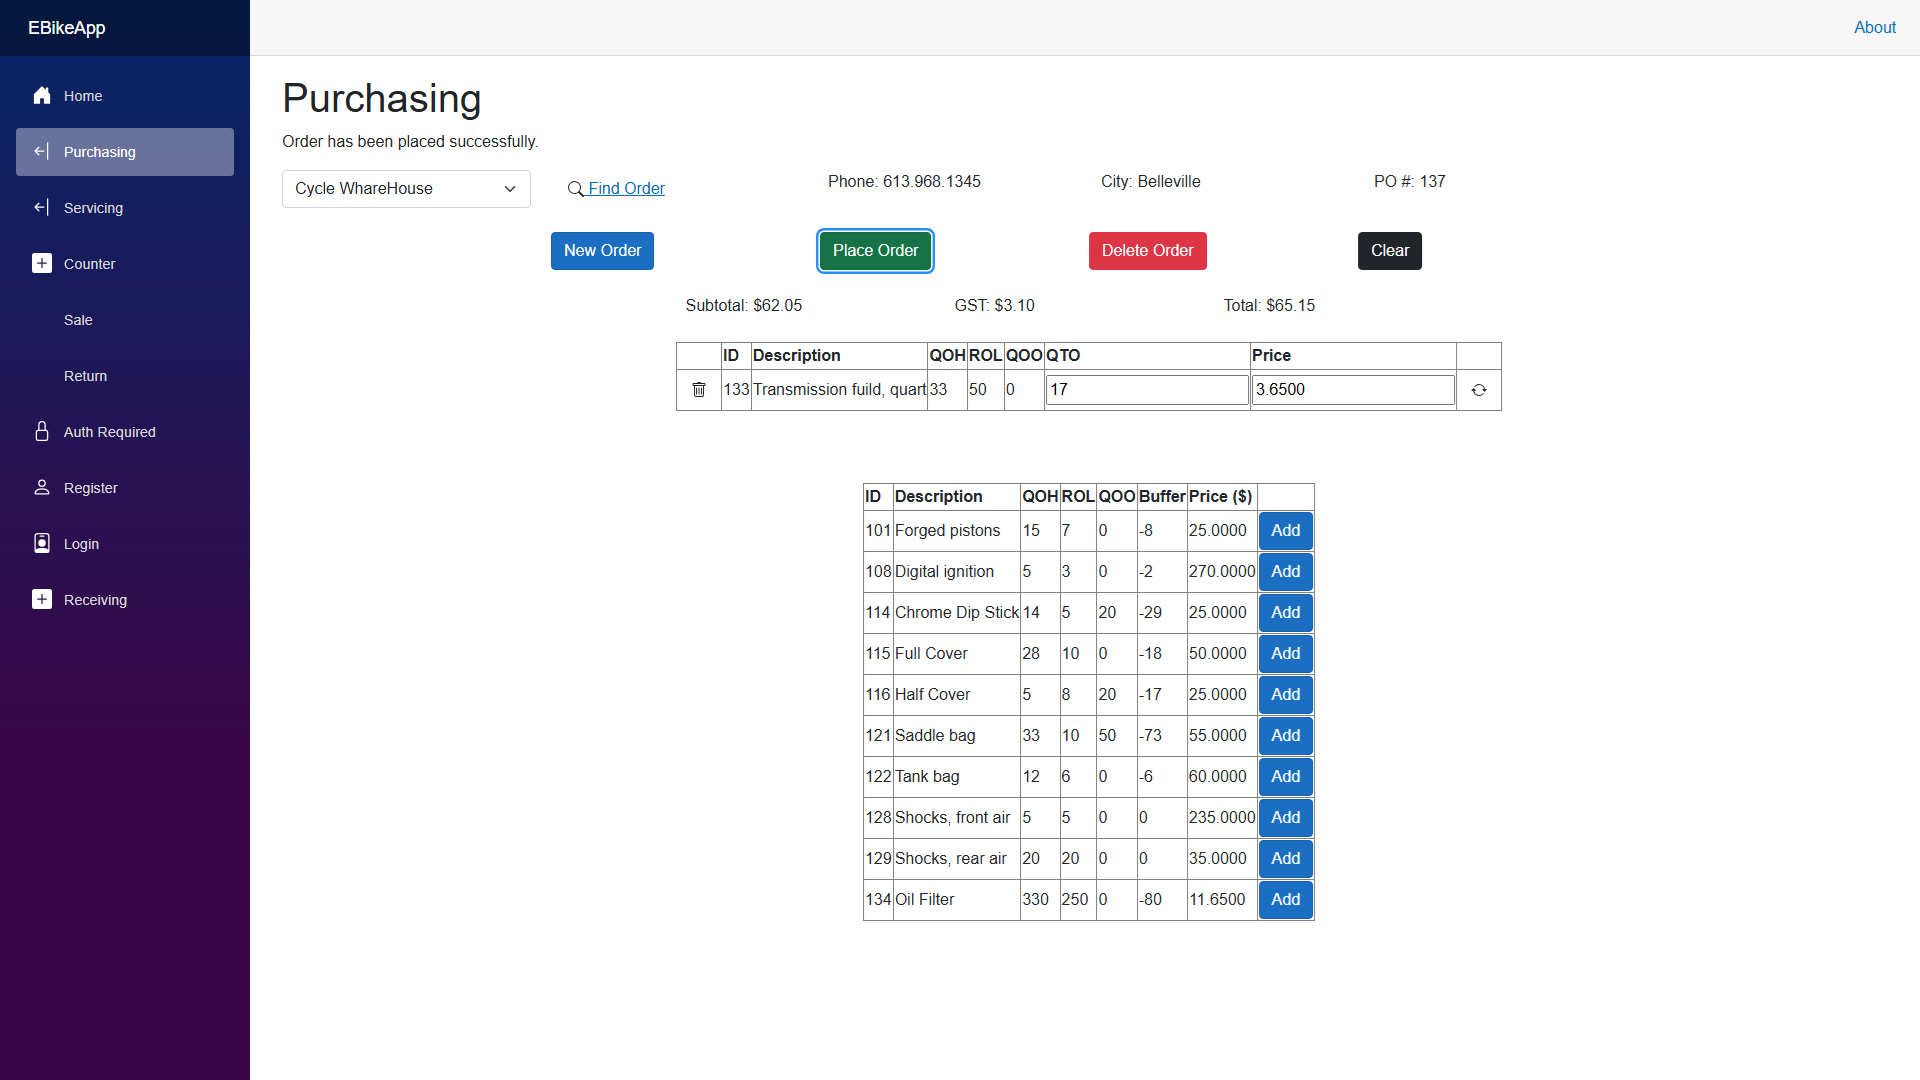 EBikeApp
About
Home
Purchasing
Servicing
Counter
Sale
Return
Auth Required
Register
Login
Receiving
Purchasing
Order has been placed successfully.
Cycle WhareHouse Find Order Phone: 613.968.1345 City: Belleville PO #: 137
New Order Place Order Delete Order Clear
Subtotal: $62.05 GST: $3.10 Total: $65.15
ID Description QOH ROL QOO QTO Price
133 Transmission fuild, quart 33 50 0 17 3.6500
ID Description QOH ROL QOO Buffer Price ($)
101 Forged pistons 15 7 0 -8 25.0000 Add
108 Digital ignition 5 3 0 -2 270.0000 Add
114 Chrome Dip Stick 14 5 20 -29 25.0000 Add
115 Full Cover 28 10 0 -18 50.0000 Add
116 Half Cover 5 8 20 -17 25.0000 Add
121 Saddle bag 33 10 50 -73 55.0000 Add
122 Tank bag 12 6 0 -6 60.0000 Add
128 Shocks, front air 5 5 0 0 235.0000 Add
129 Shocks, rear air 20 20 0 0 35.0000 Add
134 Oil Filter 330 250 0 -80 11.6500 Add